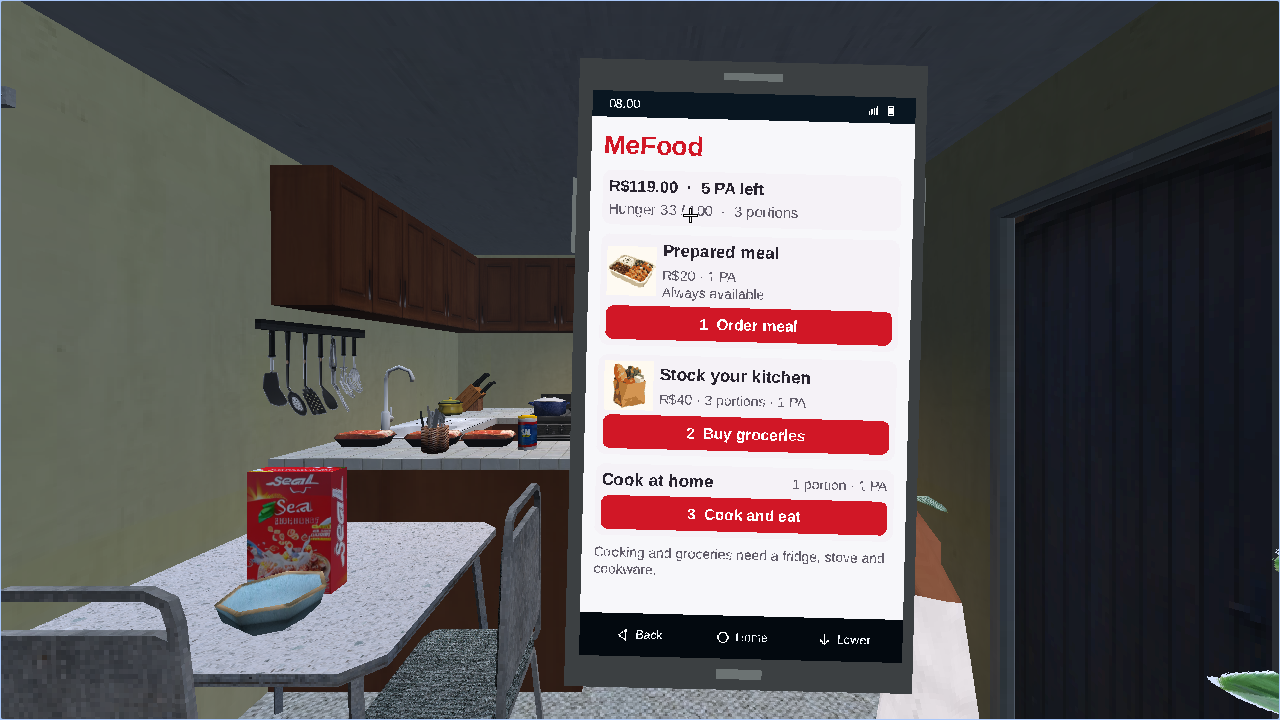 08.00
MeFood
R$119.00 · 5 PA left
Hunger 33 / 100 · 3 portions
Prepared meal
R$20 · 1 PA
Always available
1 Order meal
Stock your kitchen
R$40 · 3 portions · 1 PA
2 Buy groceries
Cook at home
1 portion · 1 PA
3 Cook and eat
Cooking and groceries need a fridge, stove and
cookware.
Back
Home
Lower